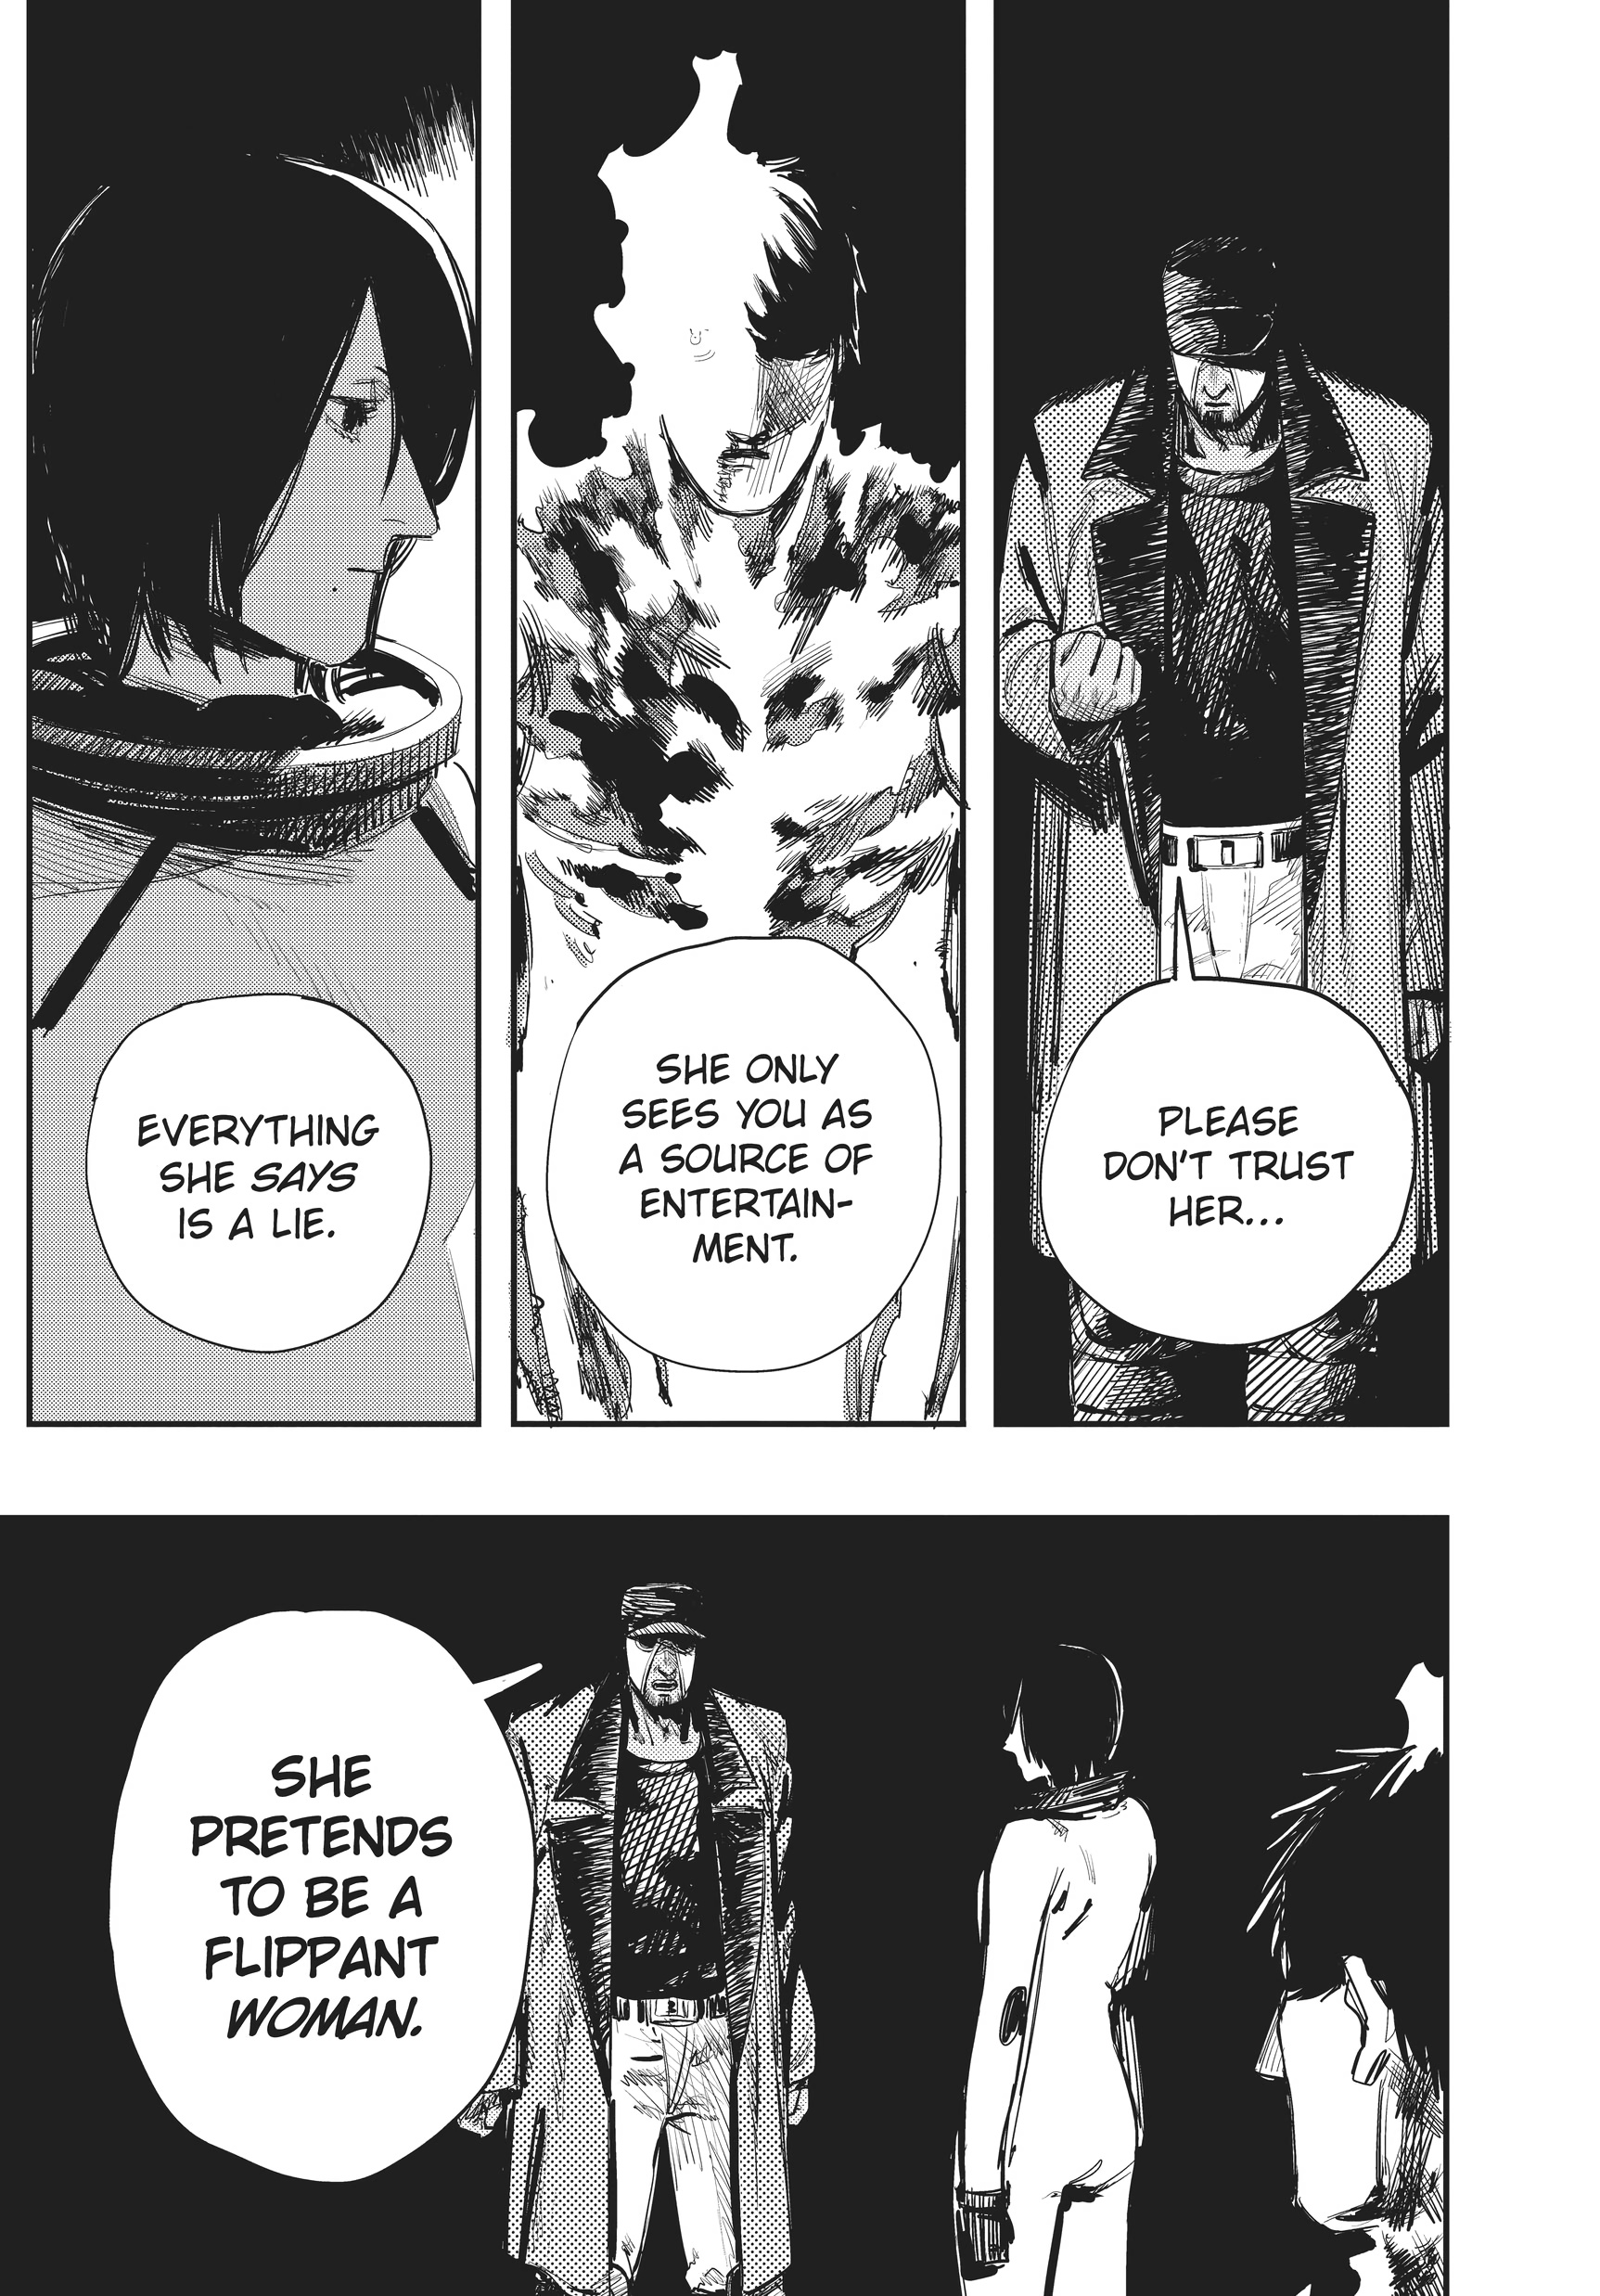 PLEASE
DON'T TRUST
HER...
SHE ONLY
SEES YOU AS
A SOURCE OF
ENTERTAIN-
MENT.
EVERYTHING
SHE SAYS
IS A LIE.
SHE
PRETENDS
TO BE A
FLIPPANT
WOMAN.